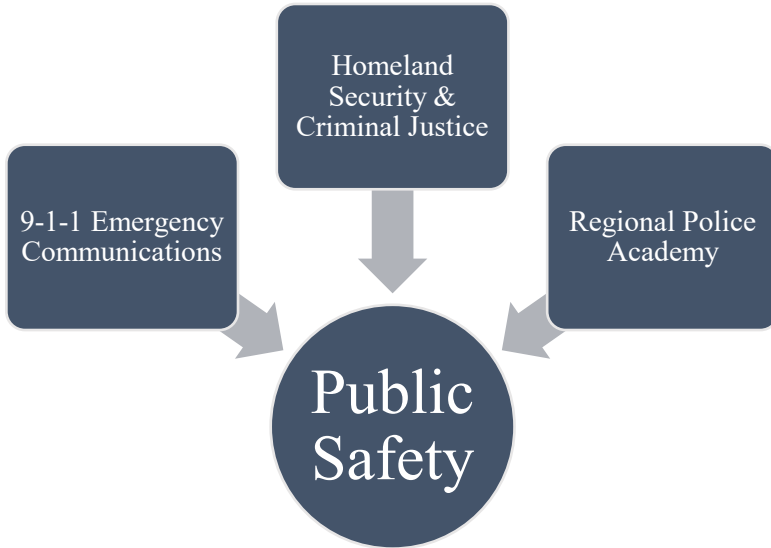 Homeland
Security &
Criminal Justice
9-1-1 Emergency
Communications
Regional Police
Academy
Public
Safety